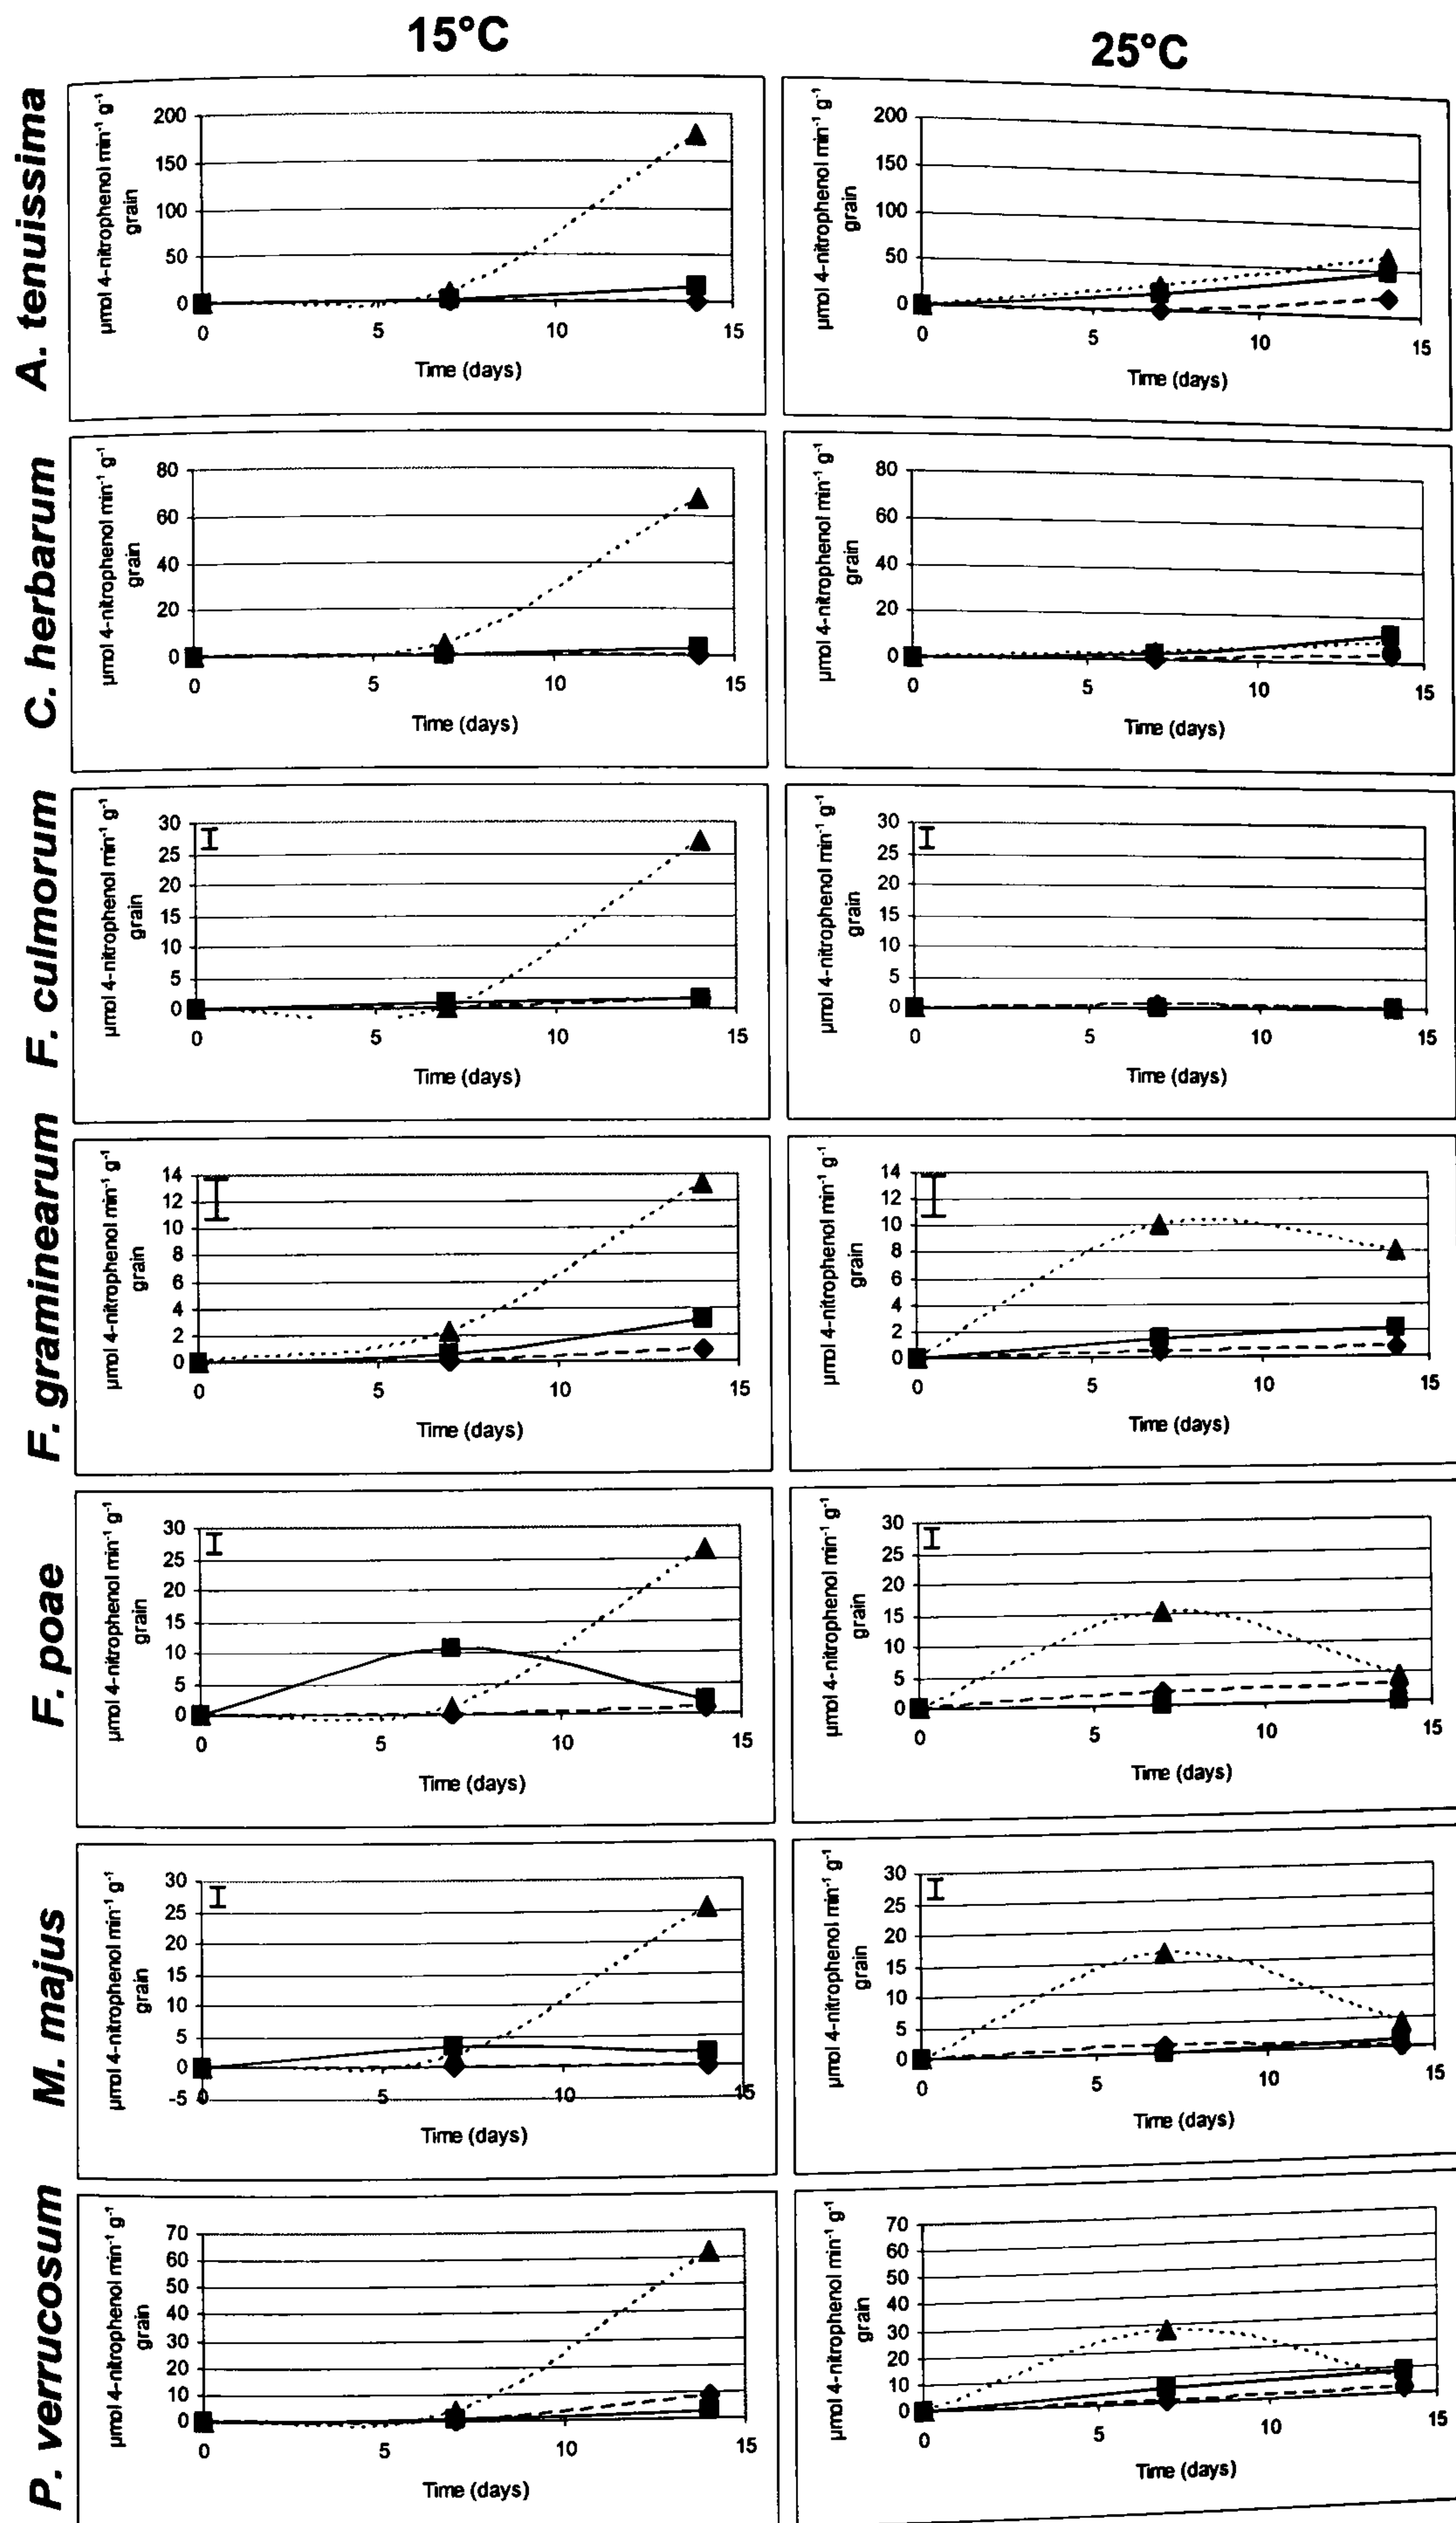 15°C
25°C
A. tenuissima
µmol 4-nitrophenol min⁻¹ g⁻¹
grain
200
150
100
50
0
0 5 10 15
Time (days)
µmol 4-nitrophenol min⁻¹ g⁻¹
grain
200
150
100
50
0
0 5 10 15
Time (days)
C. herbarum
µmol 4-nitrophenol min⁻¹ g⁻¹
grain
80
60
40
20
0
0 5 10 15
Time (days)
µmol 4-nitrophenol min⁻¹ g⁻¹
grain
80
60
40
20
0
0 5 10 15
Time (days)
F. culmorum
µmol 4-nitrophenol min⁻¹ g⁻¹
grain
30
25
20
15
10
5
0
0 5 10 15
Time (days)
µmol 4-nitrophenol min⁻¹ g⁻¹
grain
30
25
20
15
10
5
0
0 5 10 15
Time (days)
F. graminearum
µmol 4-nitrophenol min⁻¹ g⁻¹
grain
14
12
10
8
6
4
2
0
0 5 10 15
Time (days)
µmol 4-nitrophenol min⁻¹ g⁻¹
grain
14
12
10
8
6
4
2
0
0 5 10 15
Time (days)
F. poae
µmol 4-nitrophenol min⁻¹ g⁻¹
grain
30
25
20
15
10
5
0
0 5 10 15
Time (days)
µmol 4-nitrophenol min⁻¹ g⁻¹
grain
30
25
20
15
10
5
0
0 5 10 15
Time (days)
M. majus
µmol 4-nitrophenol min⁻¹ g⁻¹
grain
30
25
20
15
10
5
0
-5
0 5 10 15
Time (days)
µmol 4-nitrophenol min⁻¹ g⁻¹
grain
30
25
20
15
10
5
0
0 5 10 15
Time (days)
P. verrucosum
µmol 4-nitrophenol min⁻¹ g⁻¹
grain
70
60
50
40
30
20
10
0
0 5 10 15
Time (days)
µmol 4-nitrophenol min⁻¹ g⁻¹
grain
70
60
50
40
30
20
10
0
0 5 10 15
Time (days)